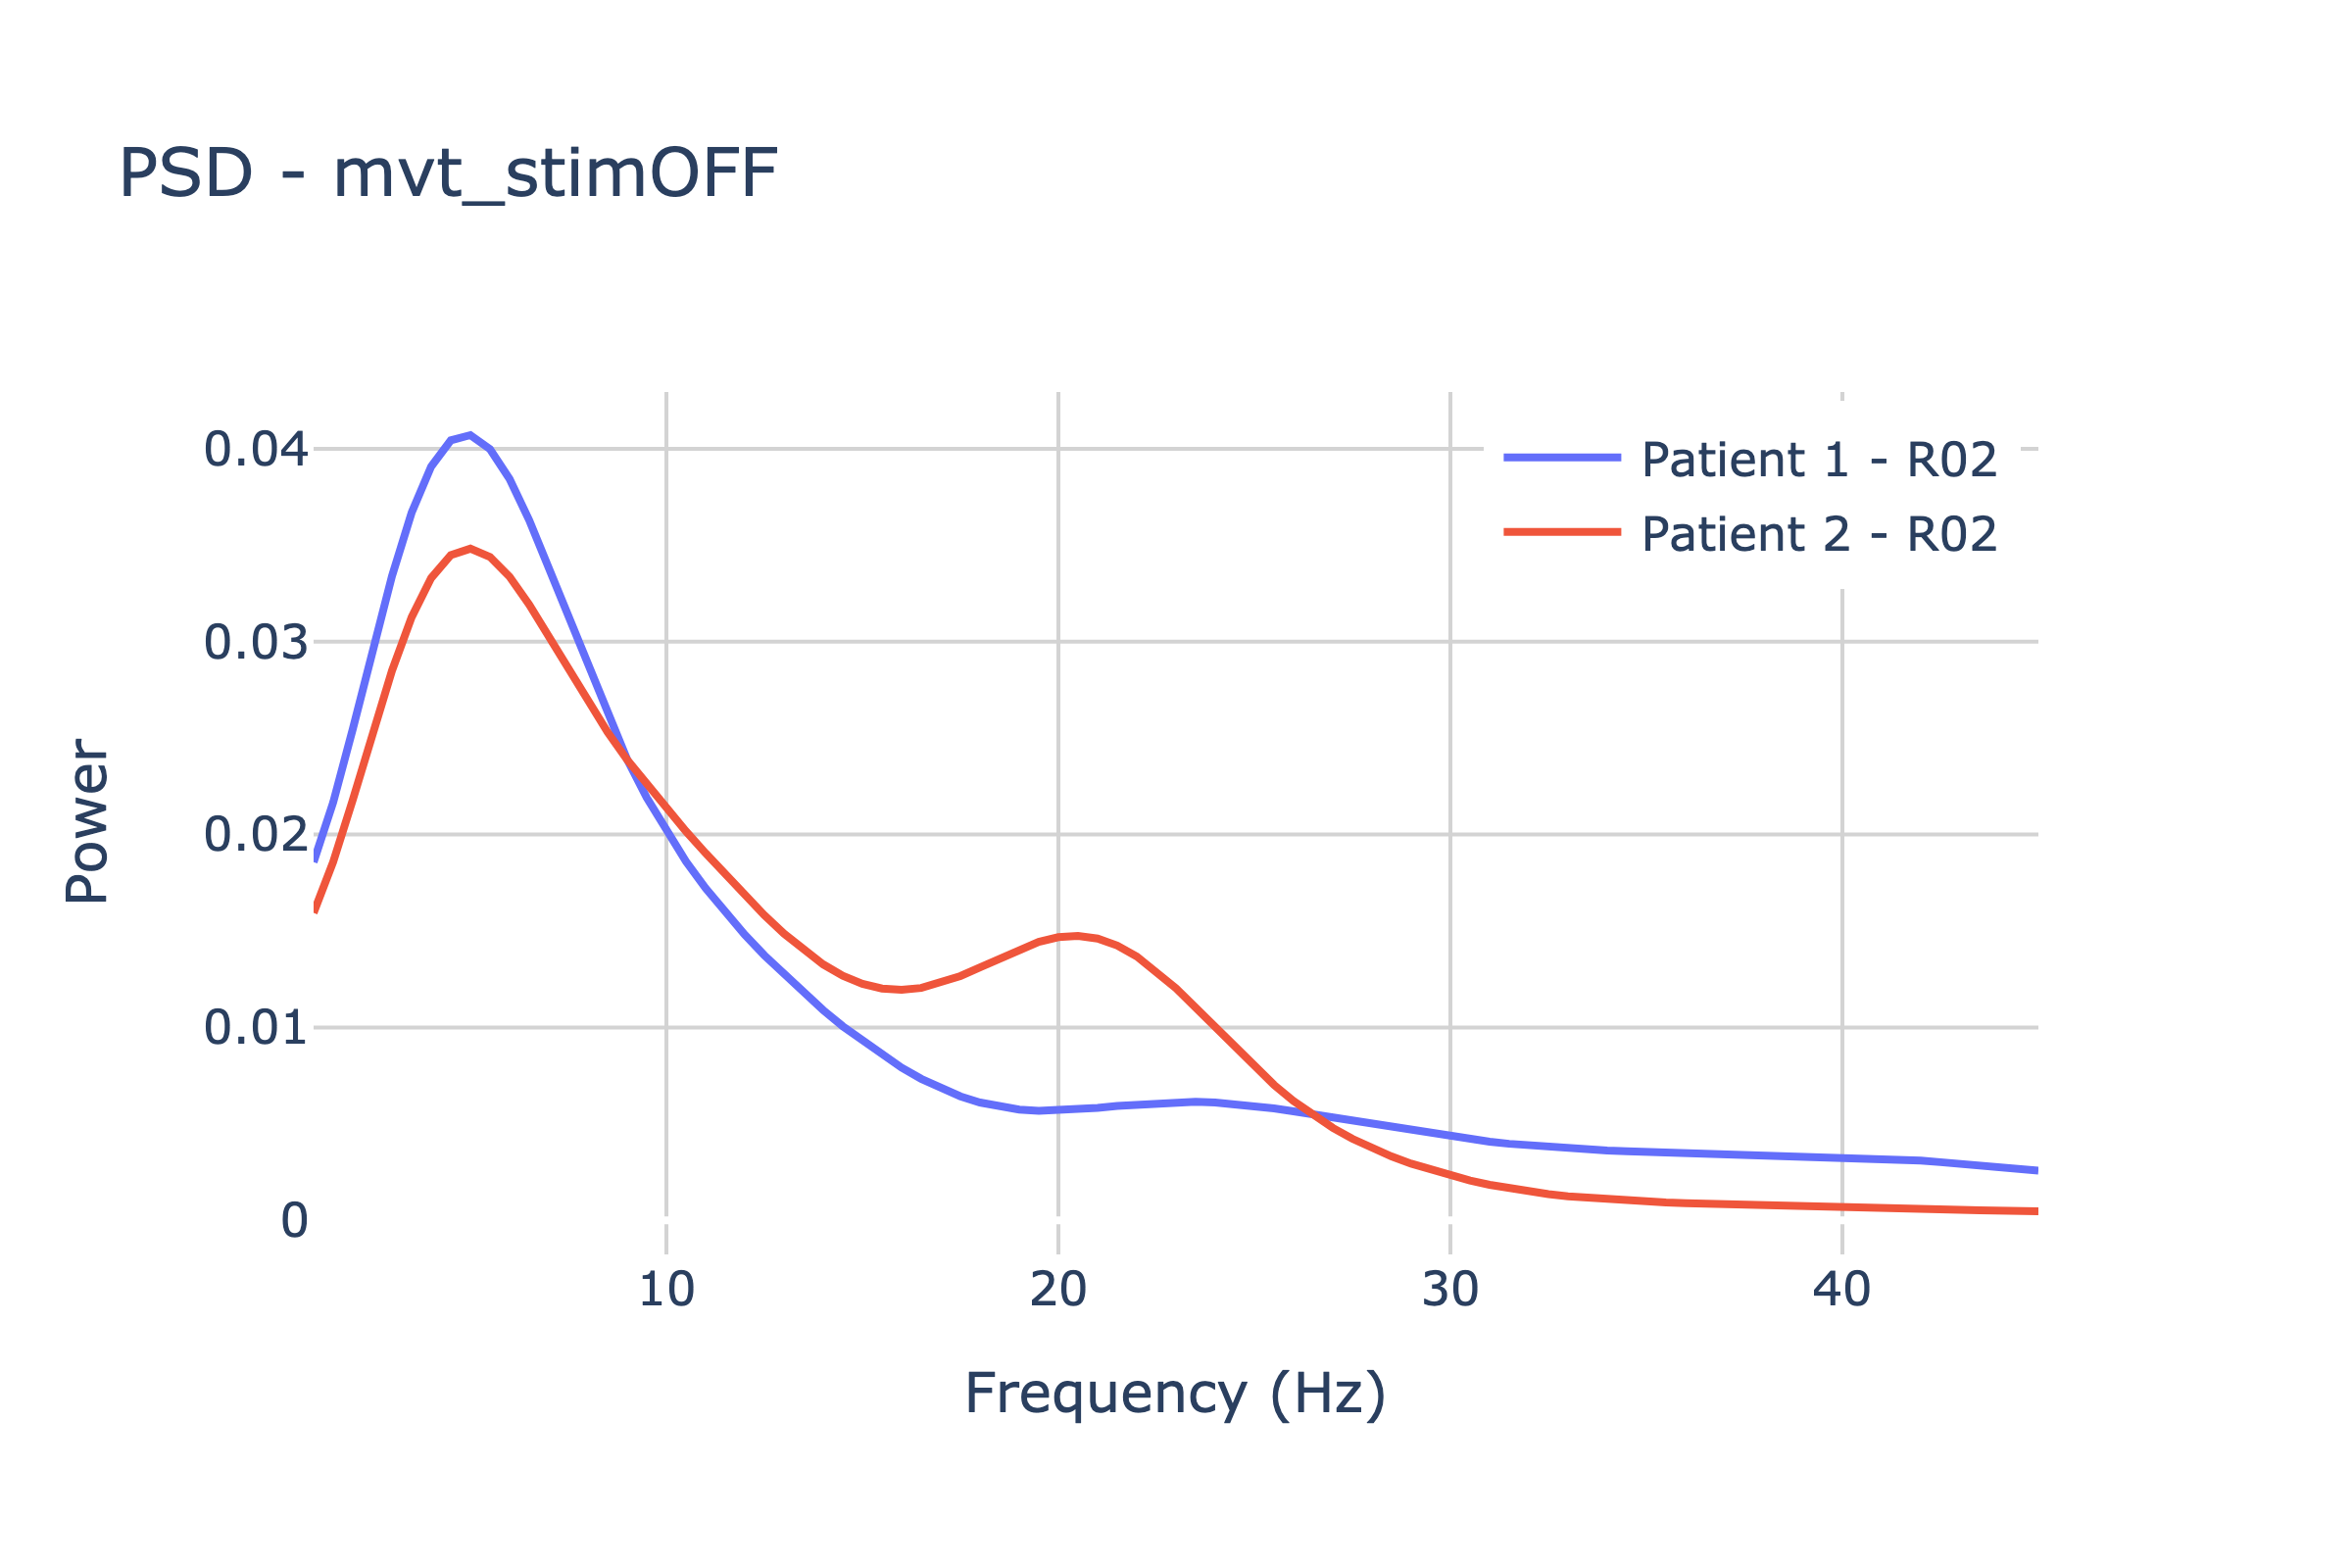 PSD - mvt_stimOFF
Patient 1 - R02
Patient 2 - R02
0.04
0.03
0.02
0.01
0
Power
10
20
30
40
Frequency (Hz)